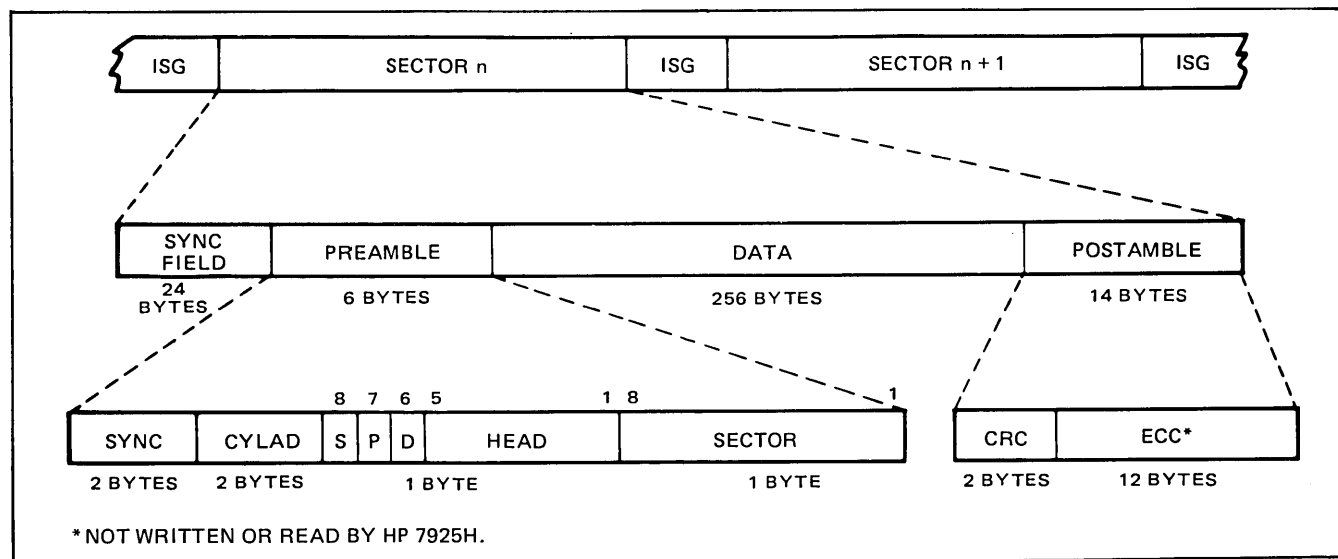 ISG SECTOR n ISG SECTOR n + 1 ISG
SYNC FIELD PREAMBLE DATA POSTAMBLE
24 BYTES 6 BYTES 256 BYTES 14 BYTES
8 7 6 5 1 8 1
SYNC CYLAD S P D HEAD SECTOR CRC ECC*
2 BYTES 2 BYTES 1 BYTE 1 BYTE 2 BYTES 12 BYTES
*NOT WRITTEN OR READ BY HP 7925H.